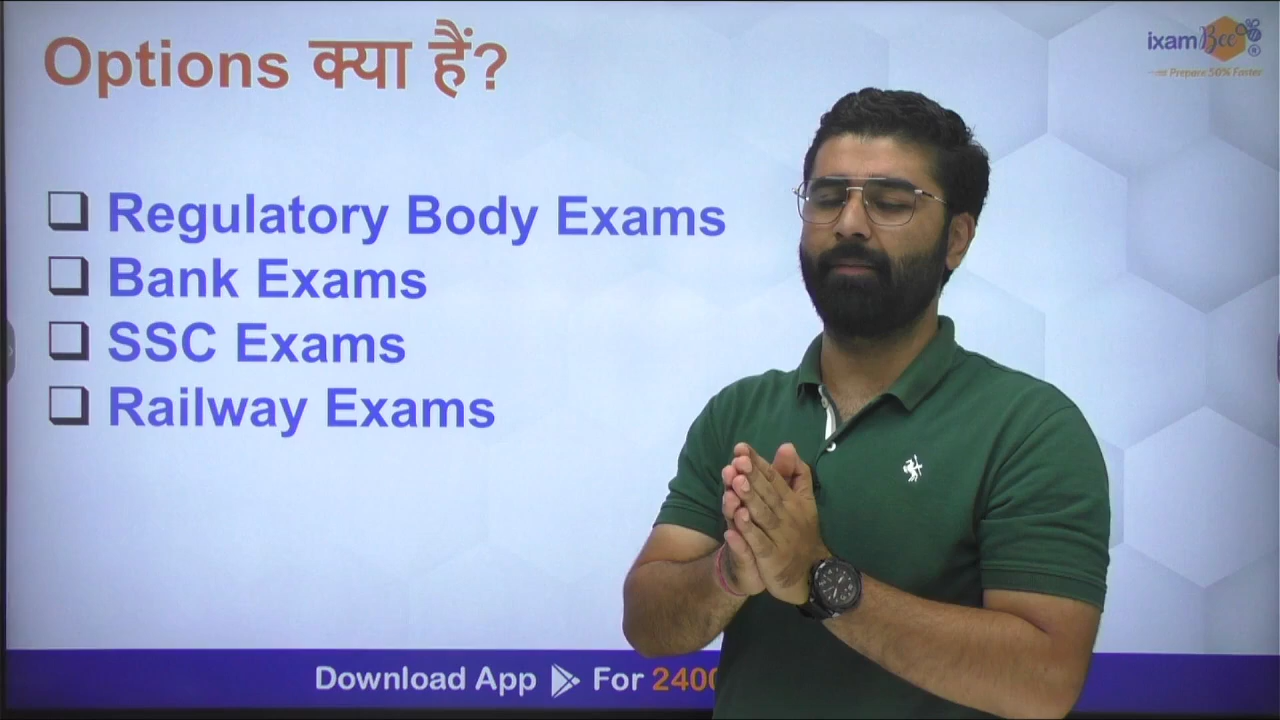 Options क्या हैं?
ixamBee
Prepare 50% Faster
Regulatory Body Exams
Bank Exams
SSC Exams
Railway Exams
Download App For 2400